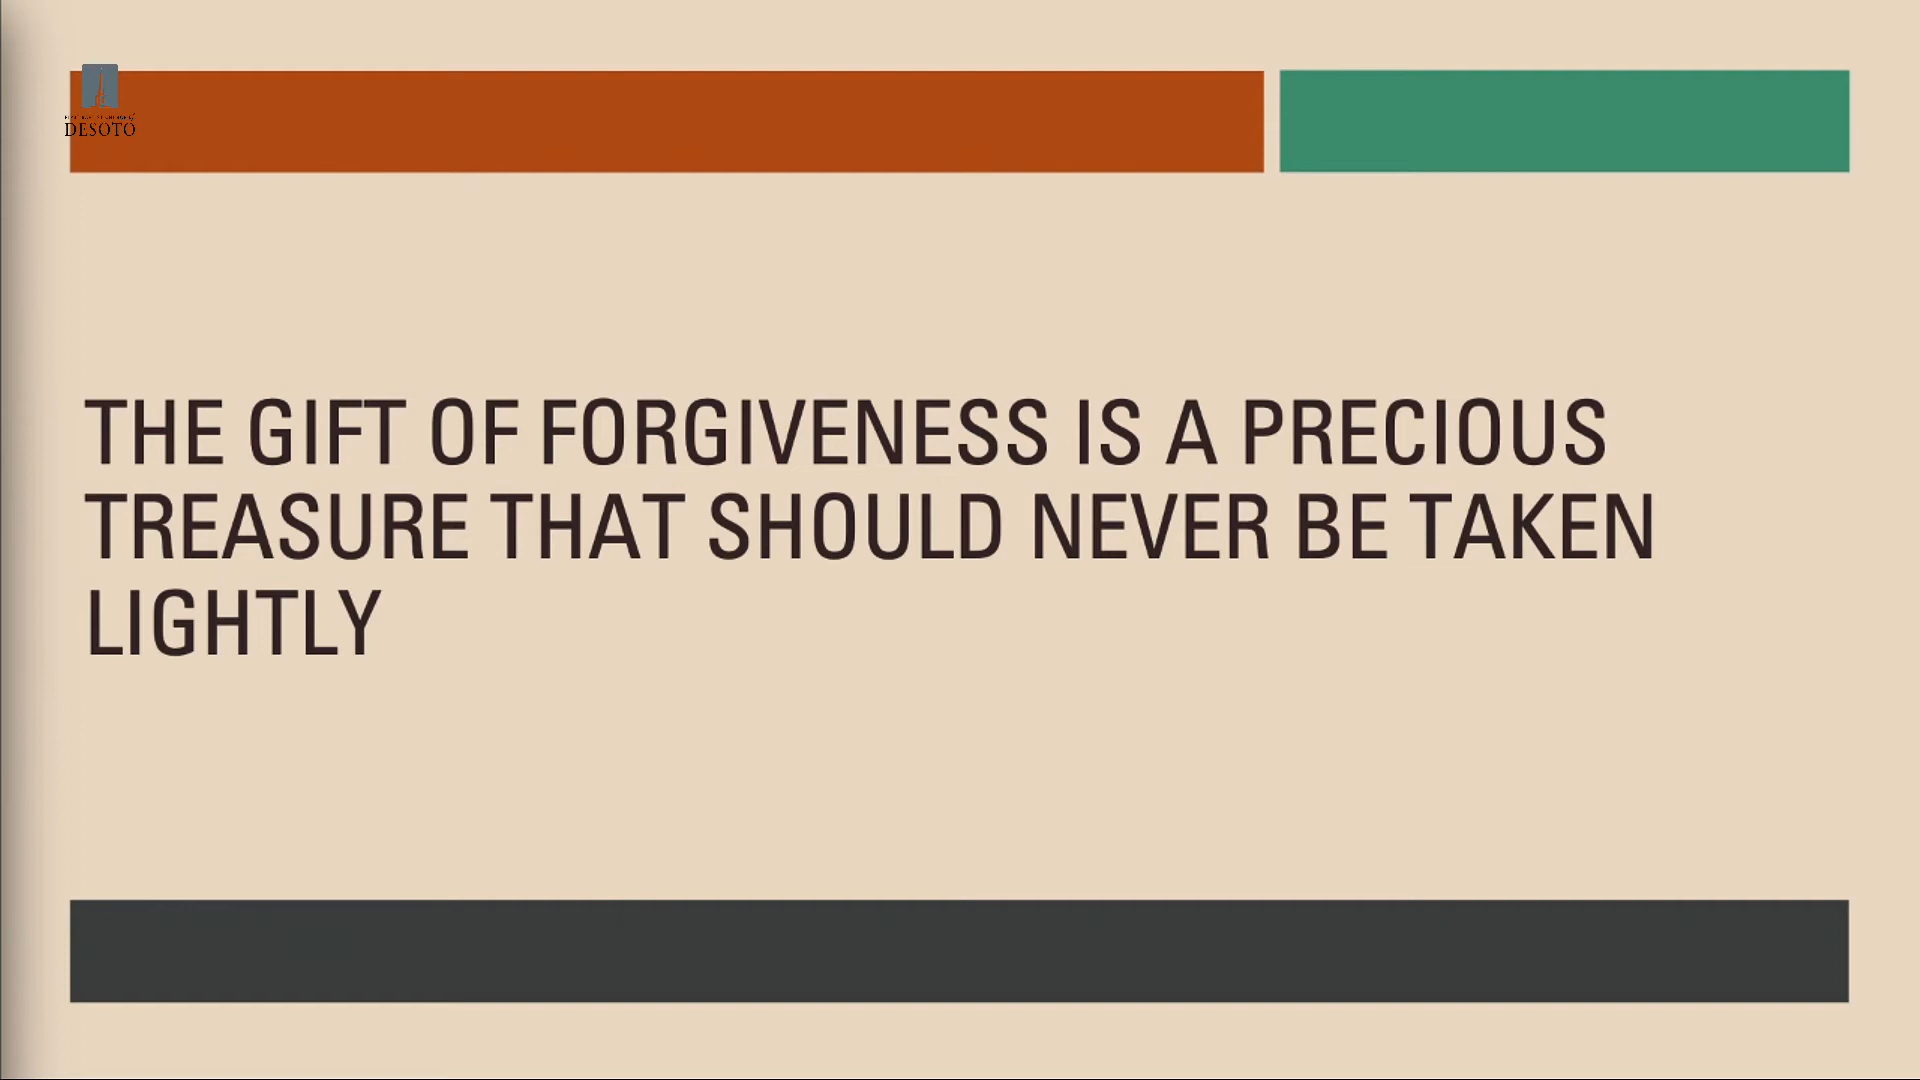 DESOTO
THE GIFT OF FORGIVENESS IS A PRECIOUS
TREASURE THAT SHOULD NEVER BE TAKEN
LIGHTLY